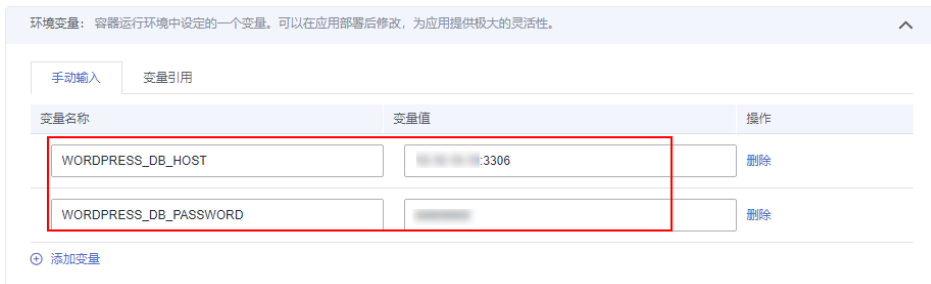 环境变量： 容器运行环境中设定的一个变量。可以在应用部署后修改，为应用提供极大的灵活性。
手动输入 变量引用
变量名称 变量值 操作
WORDPRESS_DB_HOST :3306 删除
WORDPRESS_DB_PASSWORD 删除
添加变量